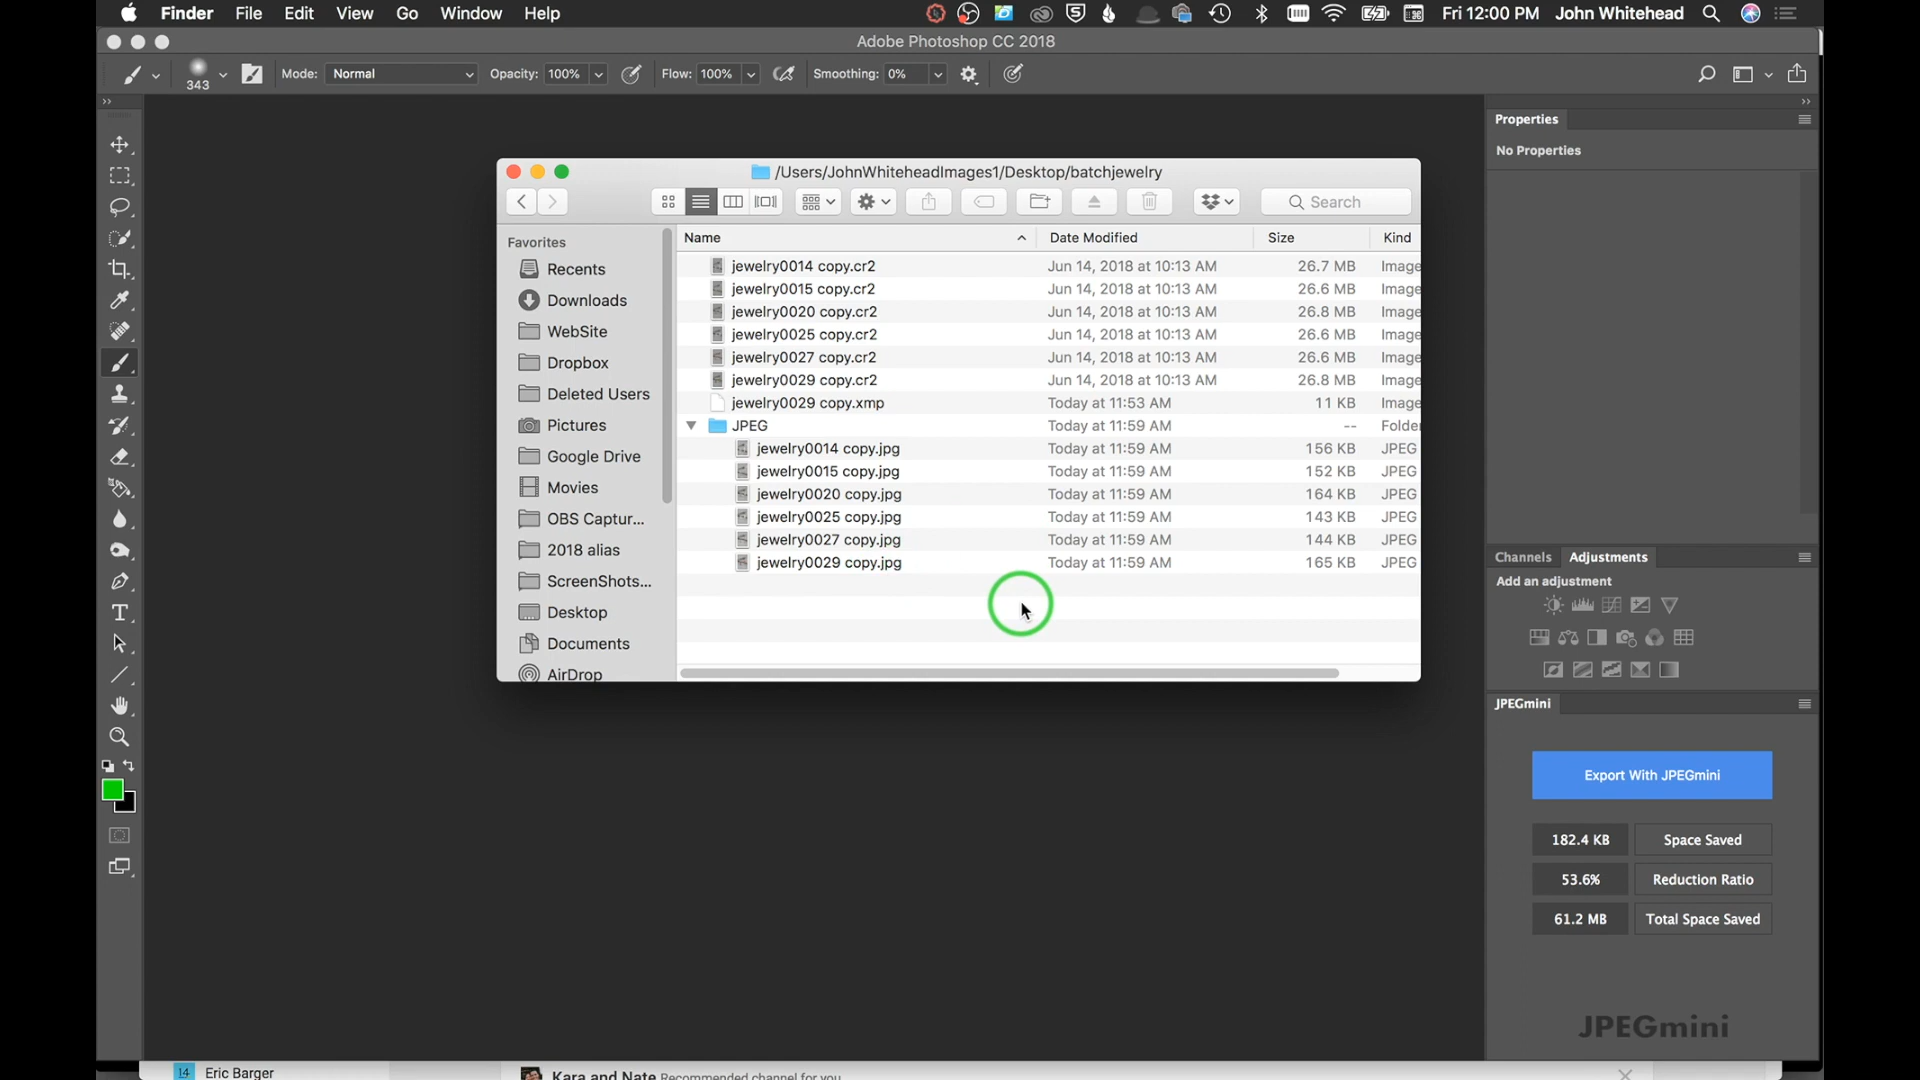 Finder File Edit View Go Window Help Fri 12:00 PM John Whitehead
Adobe Photoshop CC 2018
343 Mode: Normal Opacity: 100% Flow: 100% Smoothing: 0%
/Users/JohnWhiteheadImages1/Desktop/batchjewelry
Search
Favorites
Recents
Downloads
WebSite
Dropbox
Deleted Users
Pictures
Google Drive
Movies
OBS Captur...
2018 alias
ScreenShots...
Desktop
Documents
AirDrop
Name Date Modified Size Kind
jewelry0014 copy.cr2 Jun 14, 2018 at 10:13 AM 26.7 MB Image
jewelry0015 copy.cr2 Jun 14, 2018 at 10:13 AM 26.6 MB Image
jewelry0020 copy.cr2 Jun 14, 2018 at 10:13 AM 26.8 MB Image
jewelry0025 copy.cr2 Jun 14, 2018 at 10:13 AM 26.6 MB Image
jewelry0027 copy.cr2 Jun 14, 2018 at 10:13 AM 26.6 MB Image
jewelry0029 copy.cr2 Jun 14, 2018 at 10:13 AM 26.8 MB Image
jewelry0029 copy.xmp Today at 11:53 AM 11 KB Image
JPEG Today at 11:59 AM -- Folde
jewelry0014 copy.jpg Today at 11:59 AM 156 KB JPEG
jewelry0015 copy.jpg Today at 11:59 AM 152 KB JPEG
jewelry0020 copy.jpg Today at 11:59 AM 164 KB JPEG
jewelry0025 copy.jpg Today at 11:59 AM 143 KB JPEG
jewelry0027 copy.jpg Today at 11:59 AM 144 KB JPEG
jewelry0029 copy.jpg Today at 11:59 AM 165 KB JPEG
Properties
No Properties
Channels Adjustments
Add an adjustment
JPEGmini
Export With JPEGmini
182.4 KB Space Saved
53.6% Reduction Ratio
61.2 MB Total Space Saved
JPEGmini
14 Eric Barger
Kara and Nate Recommended channel for you